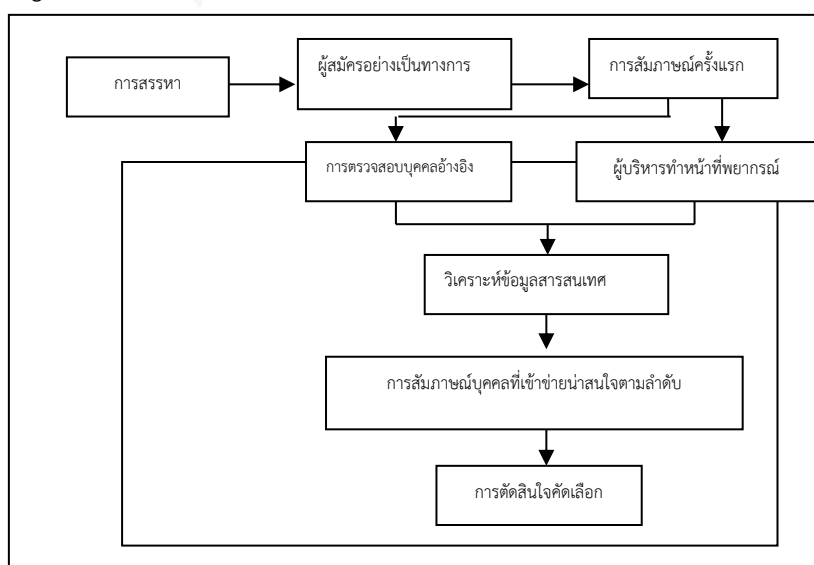 การสรรหา
ผู้สมัครอย่างเป็นทางการ
การสัมภาษณ์ครั้งแรก
การตรวจสอบบุคคลอ้างอิง
ผู้บริหารทำหน้าที่พยากรณ์
วิเคราะห์ข้อมูลสารสนเทศ
การสัมภาษณ์บุคคลที่เข้าข่ายน่าสนใจตามลำดับ
การตัดสินใจคัดเลือก